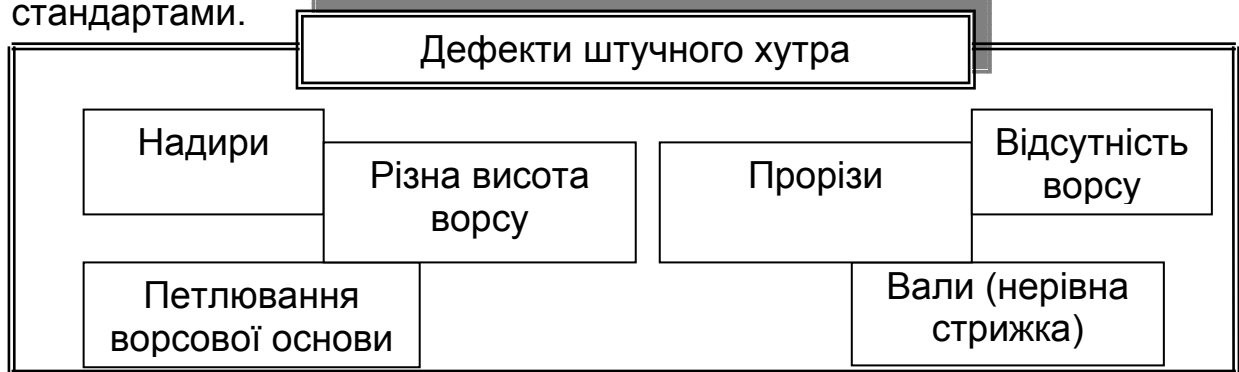 стандартами.
Дефекти штучного хутра
Надири
Різна висота
ворсу
Прорізи
Відсутність
ворсу
Петлювання
ворсової основи
Вали (нерівна
стрижка)